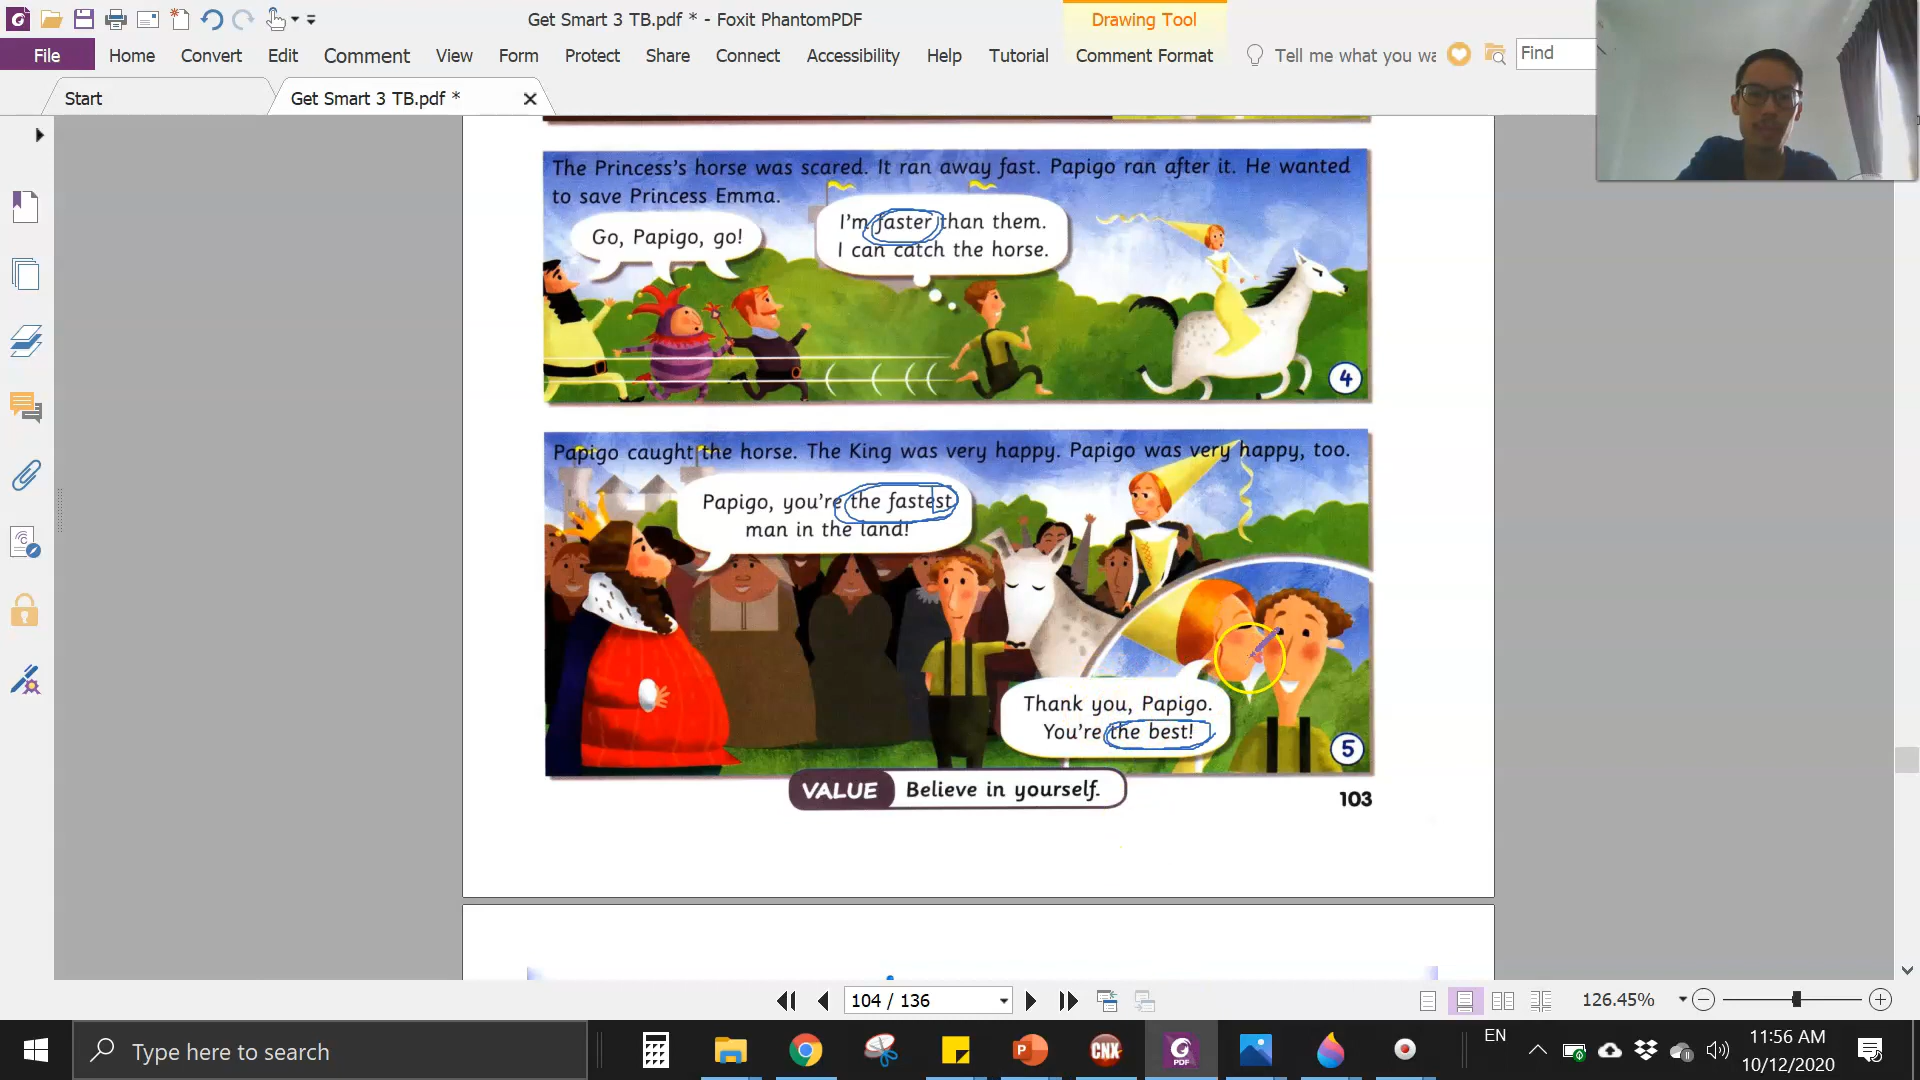 Get Smart 3 TB.pdf * - Foxit PhantomPDF
Drawing Tool
File
Home
Convert
Edit
Comment
View
Form
Protect
Share
Connect
Accessibility
Help
Tutorial
Comment Format
Tell me what you wa
Find
Start
Get Smart 3 TB.pdf *
The Princess's horse was scared. It ran away fast. Papigo ran after it. He wanted
to save Princess Emma.
Go, Papigo, go!
I'm faster than them.
I can catch the horse.
4
Papigo caught the horse. The King was very happy. Papigo was very happy, too.
Papigo, you're the fastest
man in the land!
Thank you, Papigo.
You're the best!
5
VALUE Believe in yourself.
103
104 / 136
126.45%
Type here to search
P
CNX
PDF
EN
11:56 AM
10/12/2020